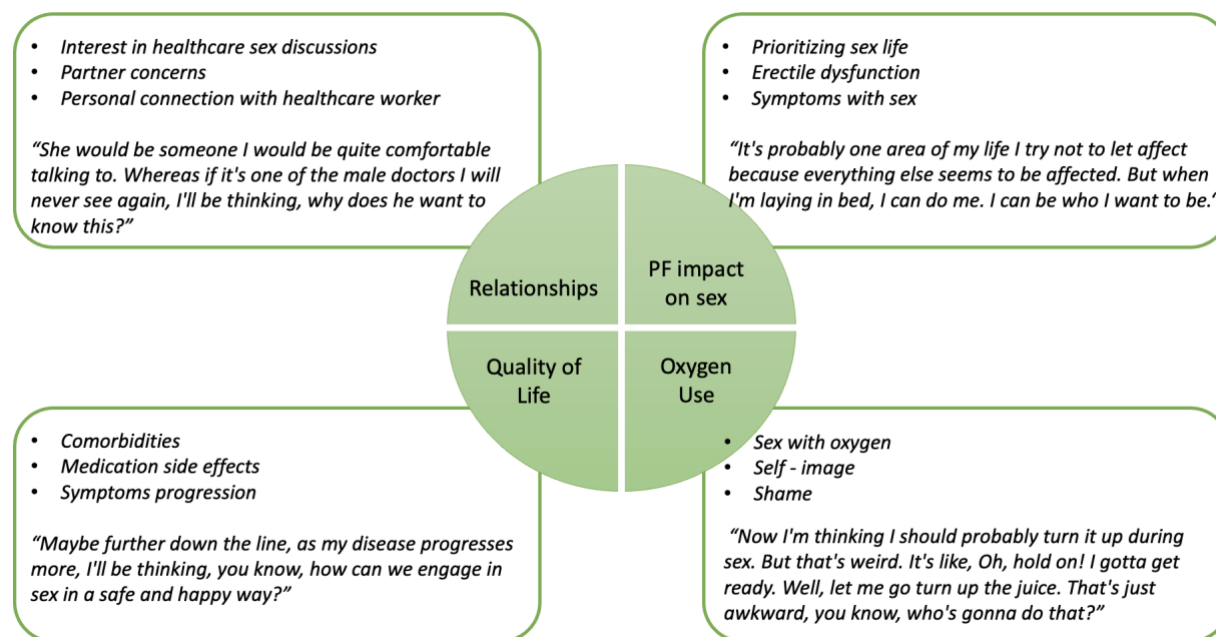 • Interest in healthcare sex discussions
• Partner concerns
• Personal connection with healthcare worker
“She would be someone I would be quite comfortable
talking to. Whereas if it's one of the male doctors I will
never see again, I'll be thinking, why does he want to
know this?”
• Prioritizing sex life
• Erectile dysfunction
• Symptoms with sex
“It's probably one area of my life I try not to let affect
because everything else seems to be affected. But when
I'm laying in bed, I can do me. I can be who I want to be.”
Relationships
PF impact
on sex
Quality of
Life
Oxygen
Use
• Comorbidities
• Medication side effects
• Symptoms progression
“Maybe further down the line, as my disease progresses
more, I'll be thinking, you know, how can we engage in
sex in a safe and happy way?”
• Sex with oxygen
• Self - image
• Shame
“Now I'm thinking I should probably turn it up during
sex. But that's weird. It's like, Oh, hold on! I gotta get
ready. Well, let me go turn up the juice. That's just
awkward, you know, who's gonna do that?”